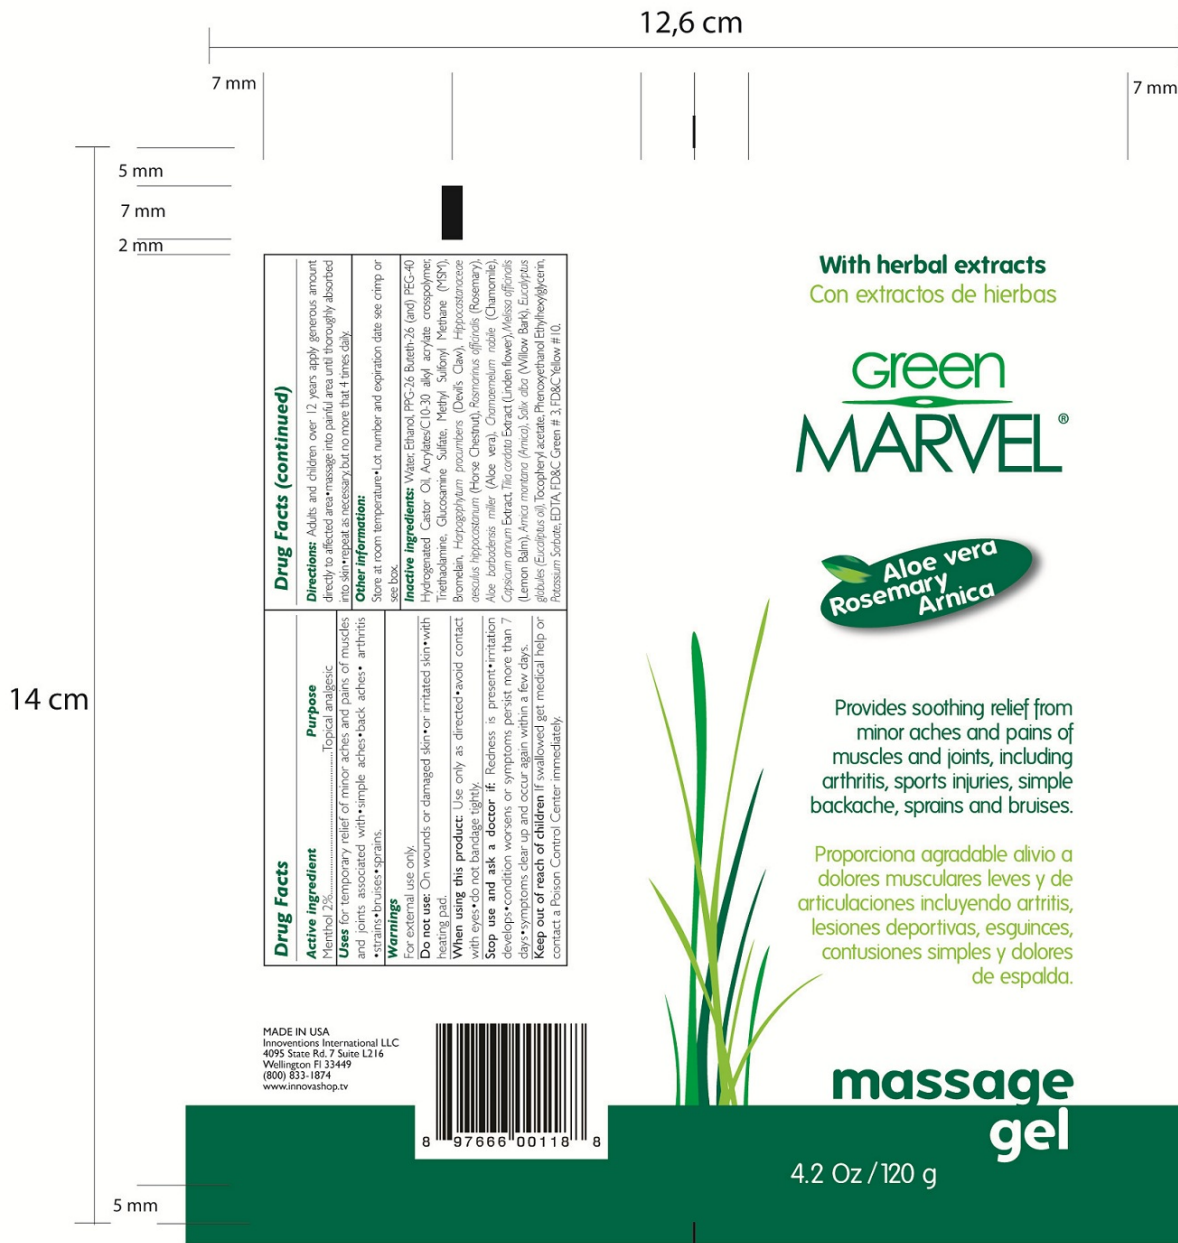 12,6 cm
7 mm
7 mm
5 mm
7 mm
2 mm
14 cm
5 mm
Drug Facts
Active ingredient Purpose
Menthol 2%......................................................Topical analgesic
Uses for temporary relief of minor aches and pains of muscles
and joints associated with•simple aches•back aches• arthritis
•strains•bruises•sprains.
Warnings
For external use only.
Do not use: On wounds or damaged skin•or irritated skin•with
heating pad.
When using this product: Use only as directed•avoid contact
with eyes•do not bandage tightly.
Stop use and ask a doctor if: Redness is present•irritation
develops•condition worsens or symptoms persist more than 7
days•symptoms clear up and occur again within a few days.
Keep out of reach of children If swallowed get medical help or
contact a Poison Control Center immediately.
Drug Facts (continued)
Directions: Adults and children over 12 years apply generous amount
directly to affected area•massage into painful area until thoroughly absorbed
into skin•repeat as necessary, but no more that 4 times daily.
Other information:
Store at room temperature•Lot number and expiration date see crimp or
see box.
Inactive ingredients: Water, Ethanol, PPG-26 Buteth-26 (and) PEG-40
Hydrogenated Castor Oil, Acrylates/C10-30 alkyl acrylate crosspolymer,
Triethaolamine, Glucosamine Sulfate, Methyl Sulfonyl Methane (MSM),
Bromelain, Harpagophytum procumbens (Devil's Claw), Hippocastanaceae
aesculus hippocastanum (Horse Chestnut), Rosmarinus officinalis (Rosemary),
Aloe barbadensis miller (Aloe vera), Chamaemelum nobile (Chamomile),
Capsicum annum Extract, Tilia cordata Extract (Linden flower), Melissa officinalis
(Lemon Balm), Arnica montana (Arnica), Salix alba (Willow Bark), Eucalyptus
globules (Eucaliptus oil), Tocopheryl acetate, Phenoxyethanol Ethylhexylglycerin,
Potassium Sorbate, EDTA, FD&C Green # 3, FD&C Yellow #10.
MADE IN USA
Innoventions International LLC
4095 State Rd. 7 Suite L216
Wellington Fl 33449
(800) 833-1874
www.innovashop.tv
8 97666 00118 8
With herbal extracts
Con extractos de hierbas
Green
MARVEL®
Aloe vera
Rosemary
Arnica
Provides soothing relief from
minor aches and pains of
muscles and joints, including
arthritis, sports injuries, simple
backache, sprains and bruises.
Proporciona agradable alivio a
dolores musculares leves y de
articulaciones incluyendo artritis,
lesiones deportivas, esguinces,
contusiones simples y dolores
de espalda.
massage
gel
4.2 Oz / 120 g